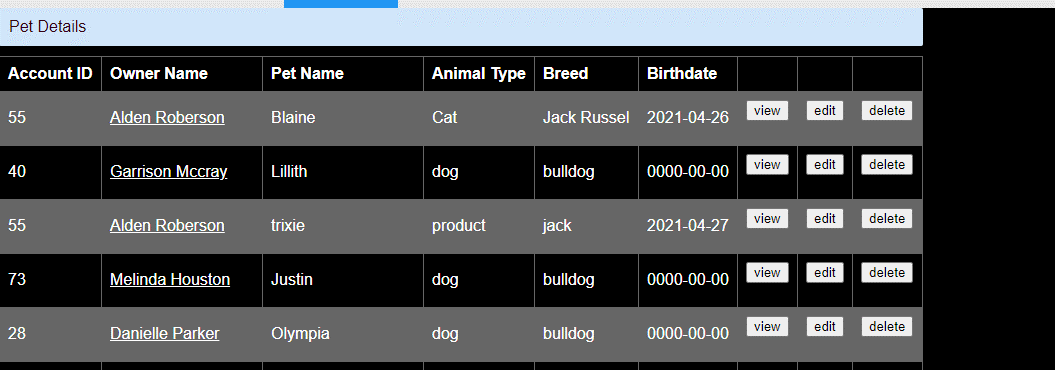 Pet Details
Account ID Owner Name Pet Name Animal Type Breed Birthdate
55 Alden Roberson Blaine Cat Jack Russel 2021-04-26 view edit delete
40 Garrison Mccray Lillith dog bulldog 0000-00-00 view edit delete
55 Alden Roberson trixie product jack 2021-04-27 view edit delete
73 Melinda Houston Justin dog bulldog 0000-00-00 view edit delete
28 Danielle Parker Olympia dog bulldog 0000-00-00 view edit delete